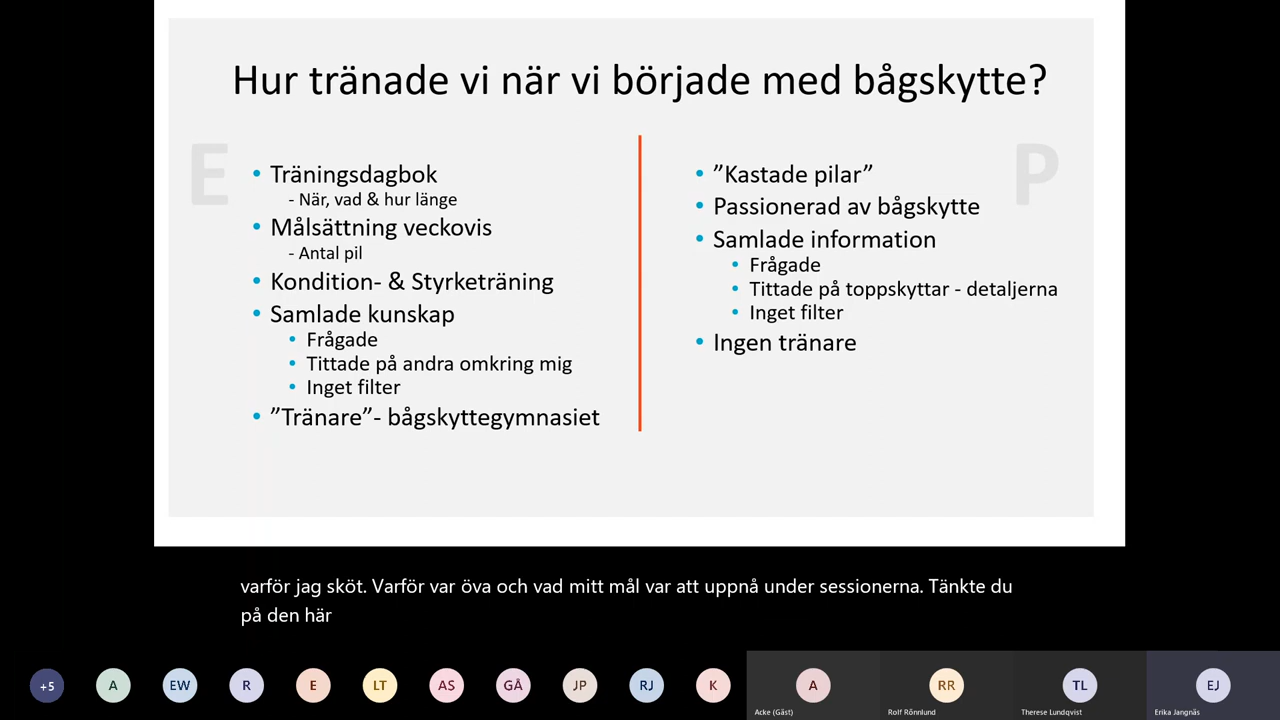 Hur tränade vi när vi började med bågskytte?
E
• Träningsdagbok
- När, vad & hur länge
• Målsättning veckovis
- Antal pil
• Kondition- & Styrketräning
• Samlade kunskap
• Frågade
• Tittade på andra omkring mig
• Inget filter
• ”Tränare”- bågskyttegymnasiet
P
• ”Kastade pilar”
• Passionerad av bågskytte
• Samlade information
• Frågade
• Tittade på toppskyttar - detaljerna
• Inget filter
• Ingen tränare
varför jag sköt. Varför var öva och vad mitt mål var att uppnå under sessionerna. Tänkte du
på den här
+5 A EW R E LT AS GÅ JP RJ K A RR TL EJ
Acke (Gäst) Rolf Rönnlund Therese Lundqvist Erika Jangnäs